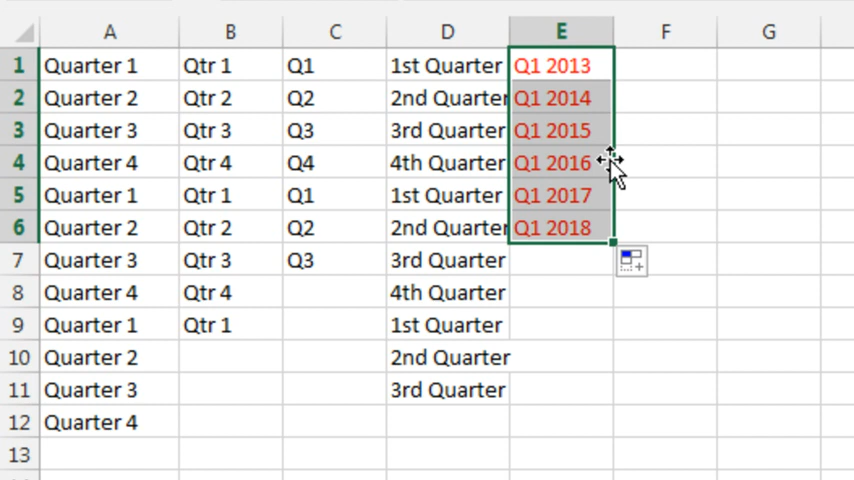 A B C D E F G
1 Quarter 1 Qtr 1 Q1 1st Quarter Q1 2013
2 Quarter 2 Qtr 2 Q2 2nd Quarter Q1 2014
3 Quarter 3 Qtr 3 Q3 3rd Quarter Q1 2015
4 Quarter 4 Qtr 4 Q4 4th Quarter Q1 2016
5 Quarter 1 Qtr 1 Q1 1st Quarter Q1 2017
6 Quarter 2 Qtr 2 Q2 2nd Quarter Q1 2018
7 Quarter 3 Qtr 3 Q3 3rd Quarter
8 Quarter 4 Qtr 4 4th Quarter
9 Quarter 1 Qtr 1 1st Quarter
10 Quarter 2 2nd Quarter
11 Quarter 3 3rd Quarter
12 Quarter 4
13